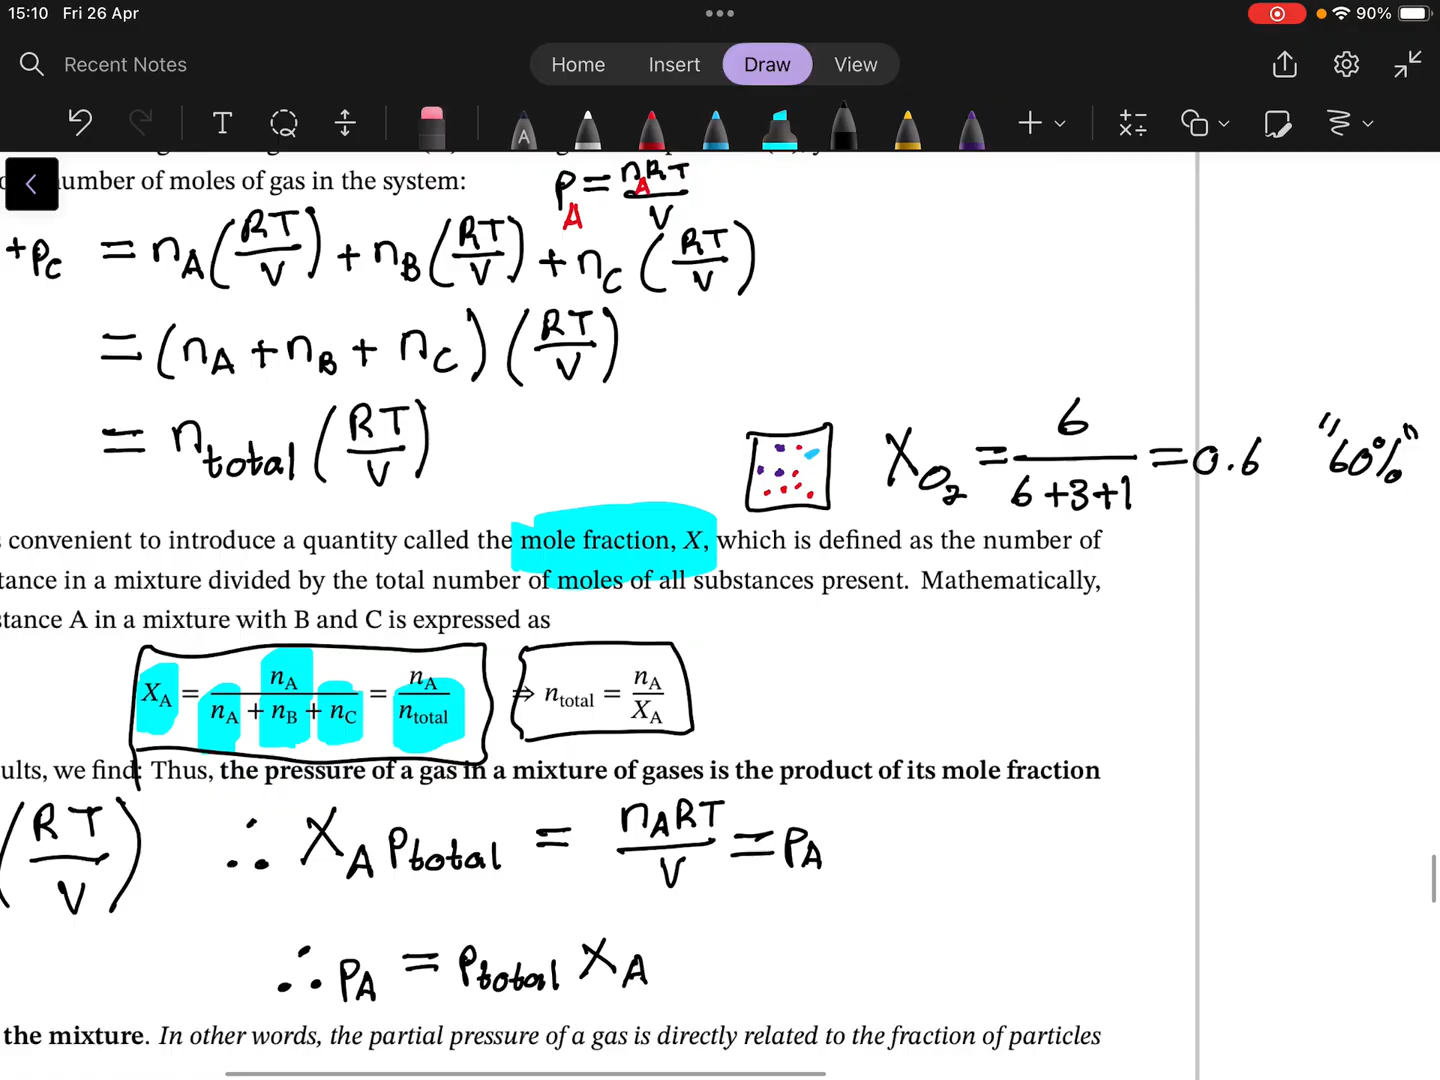 15:10 Fri 26 Apr 90%
Recent Notes Home Insert Draw View
T A
umber of moles of gas in the system:
P_A = n_A RT / V
+ p_C = n_A (RT/V) + n_B (RT/V) + n_C (RT/V)
= (n_A + n_B + n_C) (RT/V)
= n_total (RT/V)
X_O₂ = 6 / (6+3+1) = 0.6 "60%"
s convenient to introduce a quantity called the mole fraction, X, which is defined as the number of
tance in a mixture divided by the total number of moles of all substances present. Mathematically,
stance A in a mixture with B and C is expressed as
X_A = n_A / (n_A + n_B + n_C) = n_A / n_total ⇒ n_total = n_A / X_A
ults, we find: Thus, the pressure of a gas in a mixture of gases is the product of its mole fraction
(RT/V) ∴ X_A P_total = n_A RT / V = P_A
∴ P_A = P_total X_A
the mixture. In other words, the partial pressure of a gas is directly related to the fraction of particles